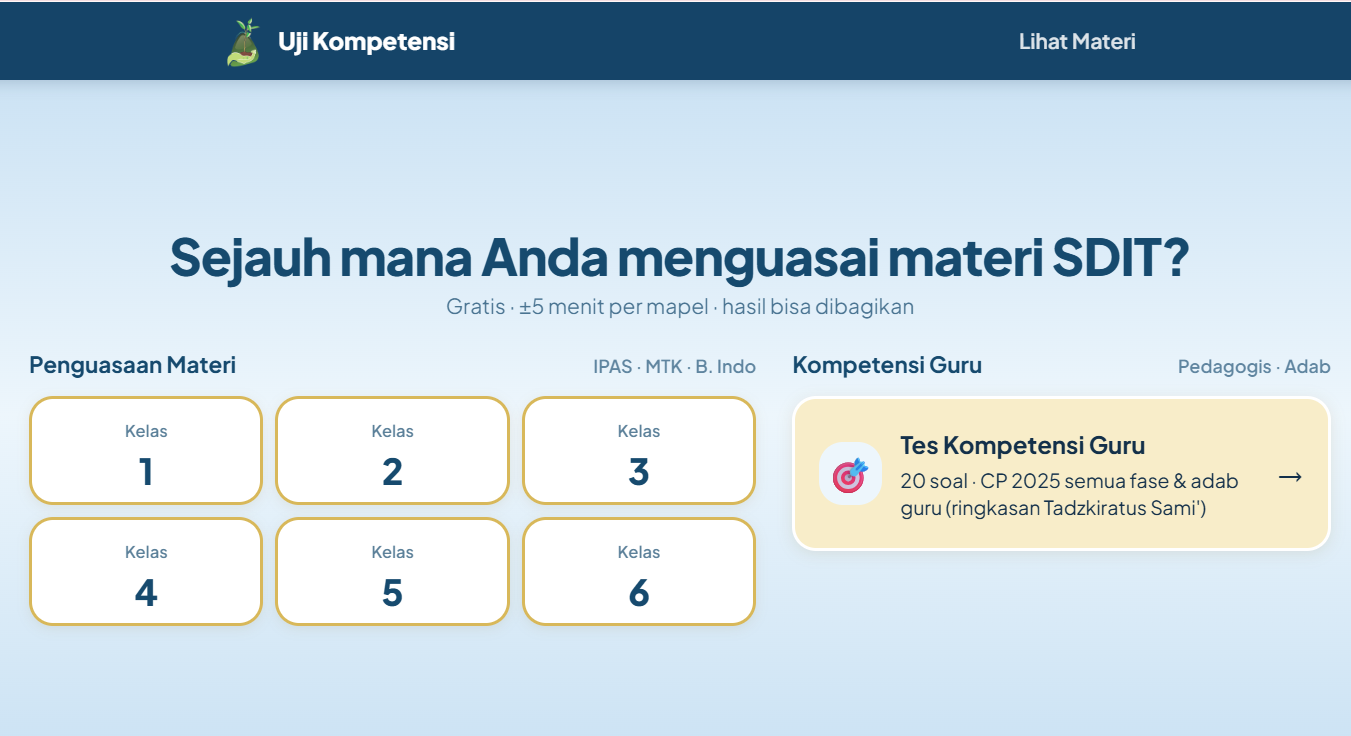 Uji Kompetensi
Lihat Materi
Sejauh mana Anda menguasai materi SDIT?
Gratis · ±5 menit per mapel · hasil bisa dibagikan
Penguasaan Materi
IPAS · MTK · B. Indo
Kelas
1
Kelas
2
Kelas
3
Kelas
4
Kelas
5
Kelas
6
Kompetensi Guru
Pedagogis · Adab
Tes Kompetensi Guru
20 soal · CP 2025 semua fase & adab
guru (ringkasan Tadzkiratus Sami')
→